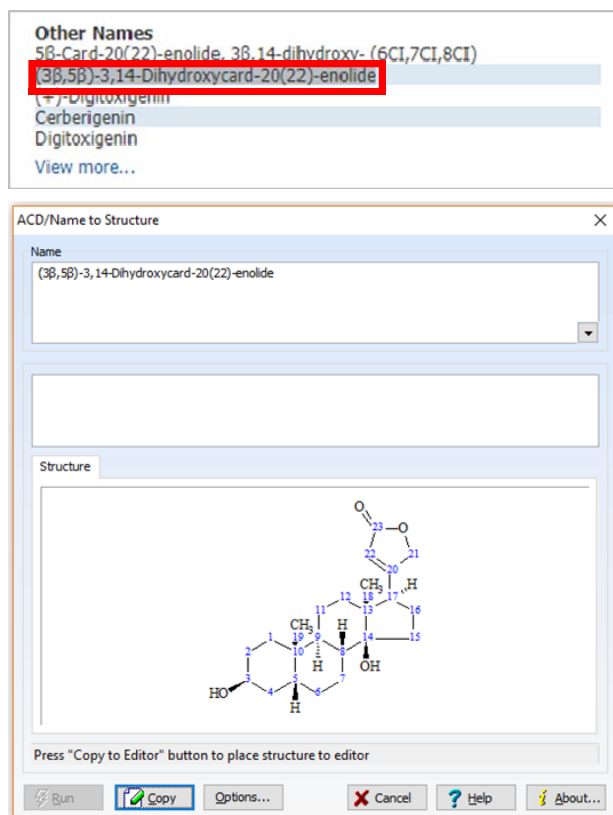 Other Names
5β-Card-20(22)-enolide, 3β,14-dihydroxy- (6CI,7CI,8CI)
(3β,5β)-3,14-Dihydroxycard-20(22)-enolide
(+)-Digitoxigenin
Cerberigenin
Digitoxigenin
View more...
ACD/Name to Structure
Name
(3β,5β)-3,14-Dihydroxycard-20(22)-enolide
Structure
O
23
O
22
21
20
CH3
18
17
H
12
13
16
11
CH3
H
14
15
1
19
9
8
2
10
H
OH
HO
3
5
7
4
6
H
Press "Copy to Editor" button to place structure to editor
Run
Copy
Options...
Cancel
Help
About...